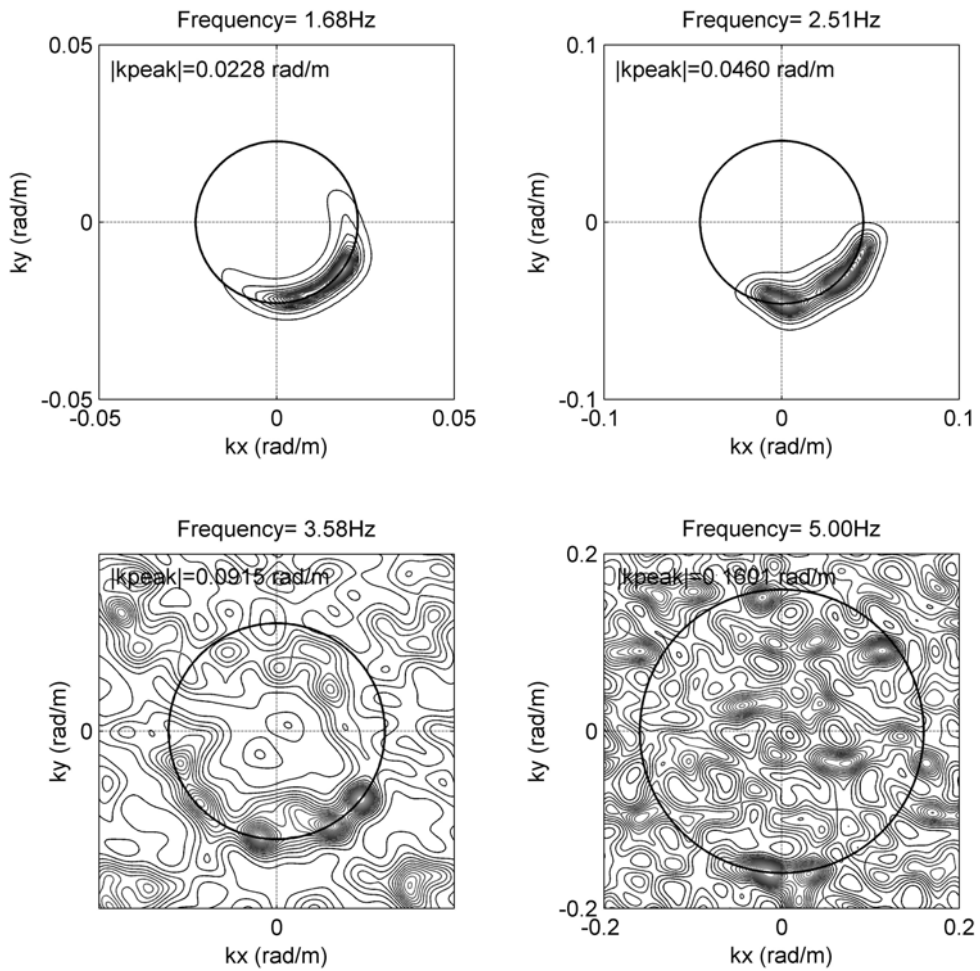 Frequency= 1.68Hz
0.05
|kpeak|=0.0228 rad/m
ky (rad/m)
0
-0.05
-0.05
0
0.05
kx (rad/m)
Frequency= 2.51Hz
0.1
|kpeak|=0.0460 rad/m
ky (rad/m)
0
-0.1
-0.1
0
0.1
kx (rad/m)
Frequency= 3.58Hz
|kpeak|=0.0915 rad/m
ky (rad/m)
0
0
kx (rad/m)
Frequency= 5.00Hz
0.2
|kpeak|=0.1601 rad/m
ky (rad/m)
0
-0.2
-0.2
0
0.2
kx (rad/m)